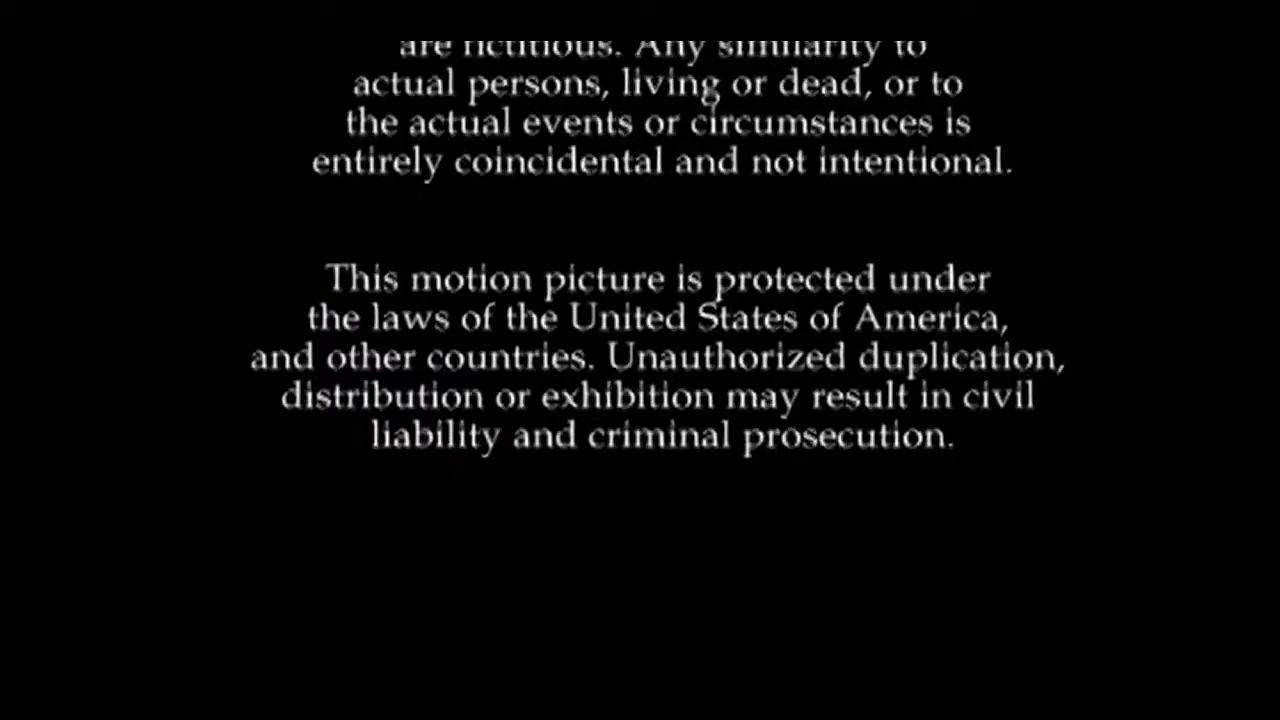 are fictitious. Any similarity to
actual persons, living or dead, or to
the actual events or circumstances is
entirely coincidental and not intentional.
This motion picture is protected under
the laws of the United States of America,
and other countries. Unauthorized duplication,
distribution or exhibition may result in civil
liability and criminal prosecution.